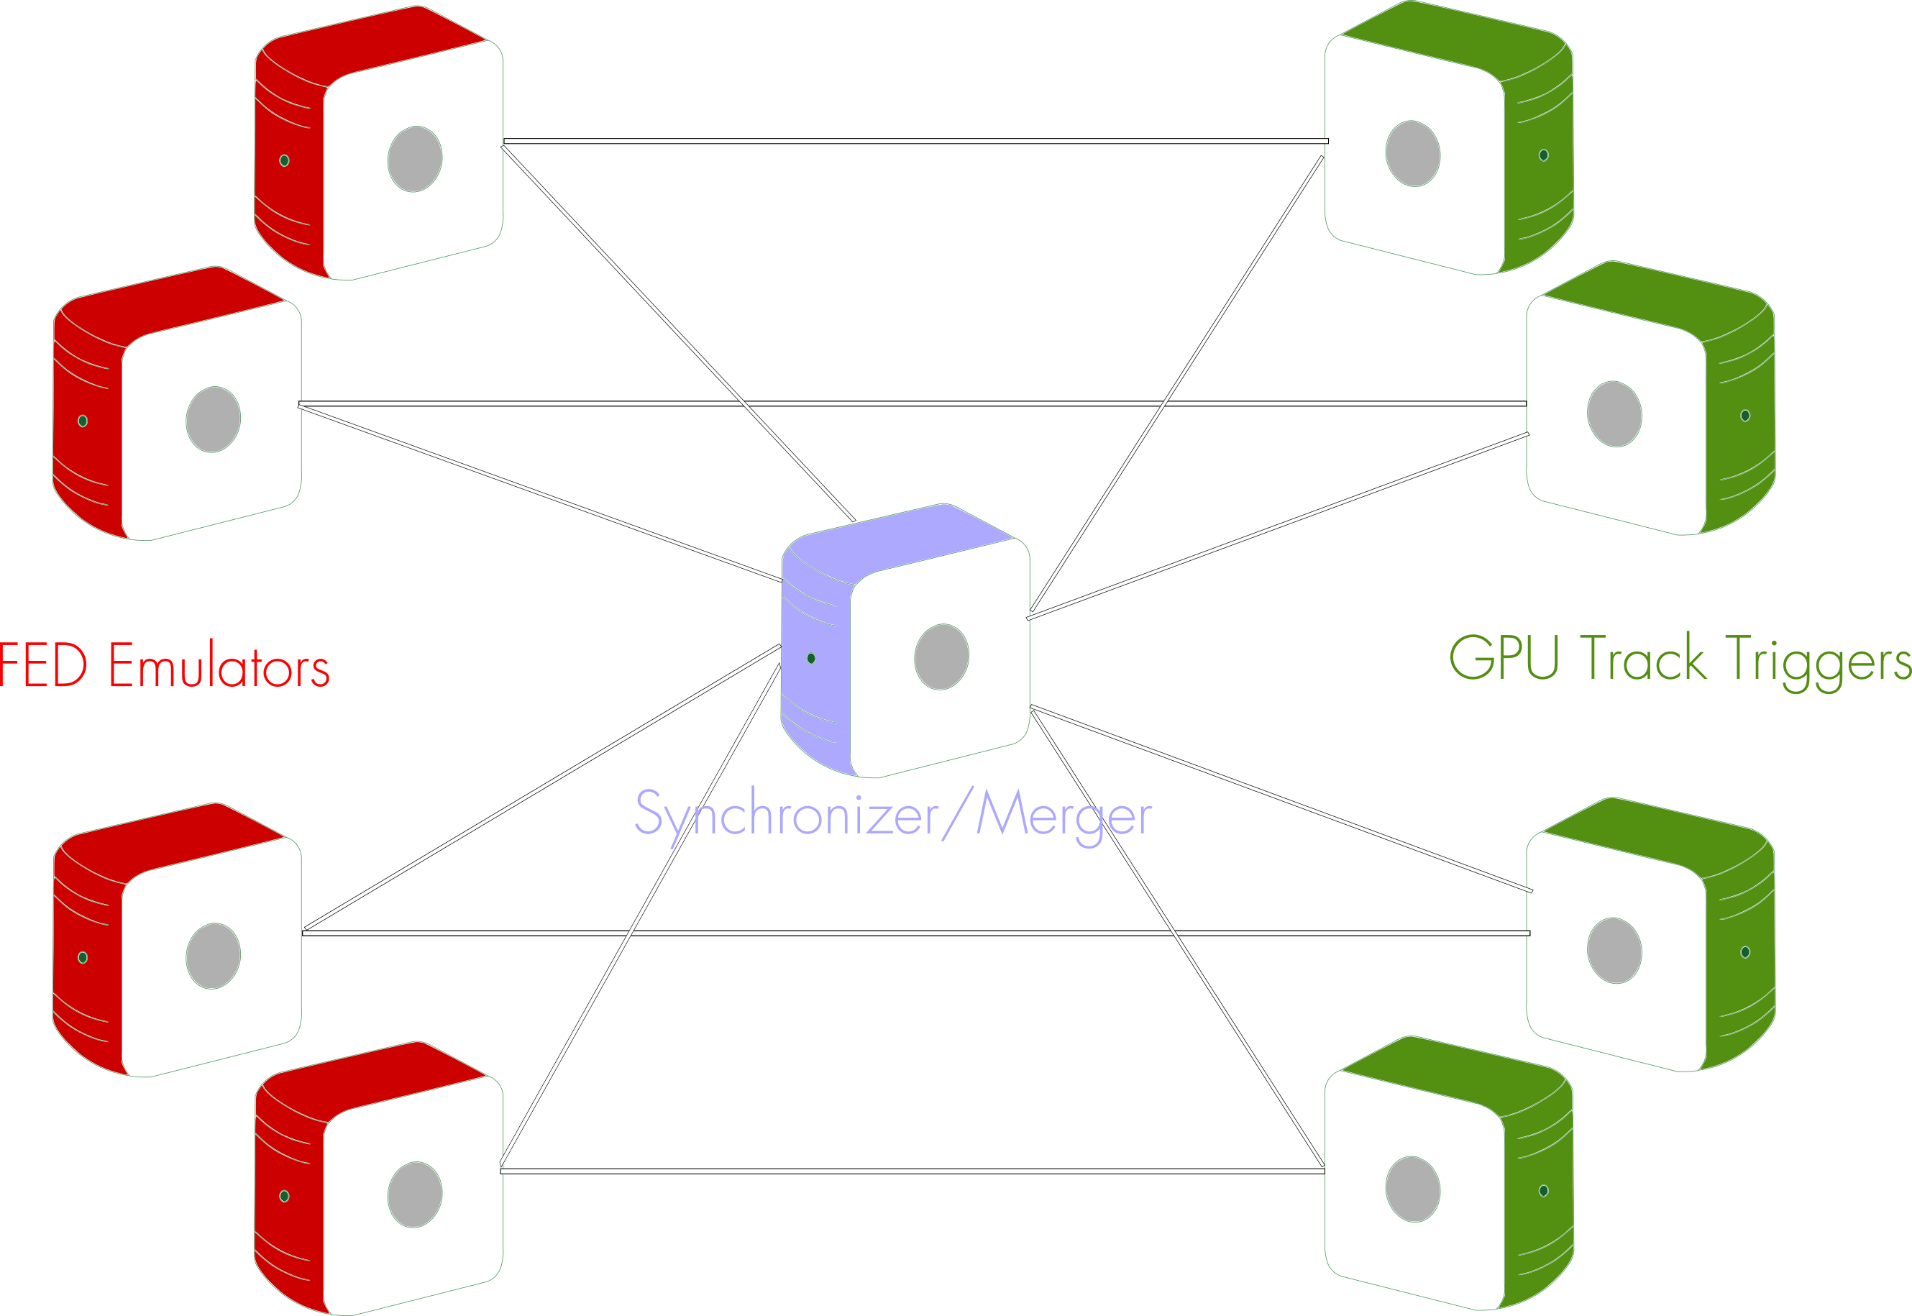 FED Emulators
GPU Track Triggers
Synchronizer/Merger